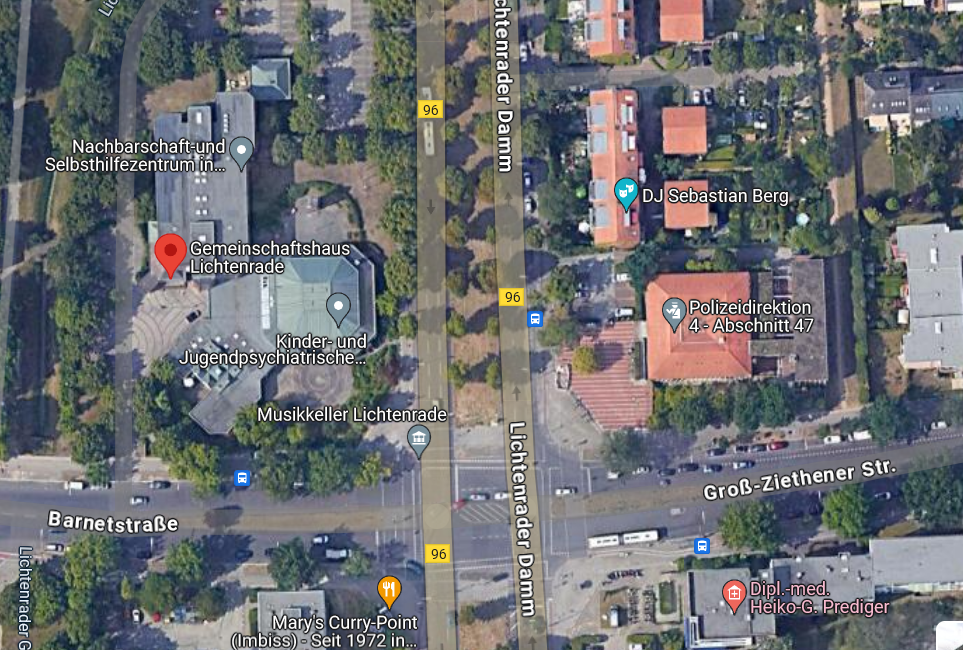 Lic
chtenrader Damm
96
Nachbarschaft-und
Selbsthilfezentrum in...
DJ Sebastian Berg
Gemeinschaftshaus
Lichtenrade
96
Polizeidirektion
4 - Abschnitt 47
Kinder- und
Jugendpsychiatrische...
Musikkeller Lichtenrade
Lichtenrader Damm
Groß-Ziethener Str.
Barnetstraße
96
Lichtenrader G
Dipl.-med.
Heiko-G. Prediger
Mary's Curry-Point
(Imbiss) - Seit 1972 in...